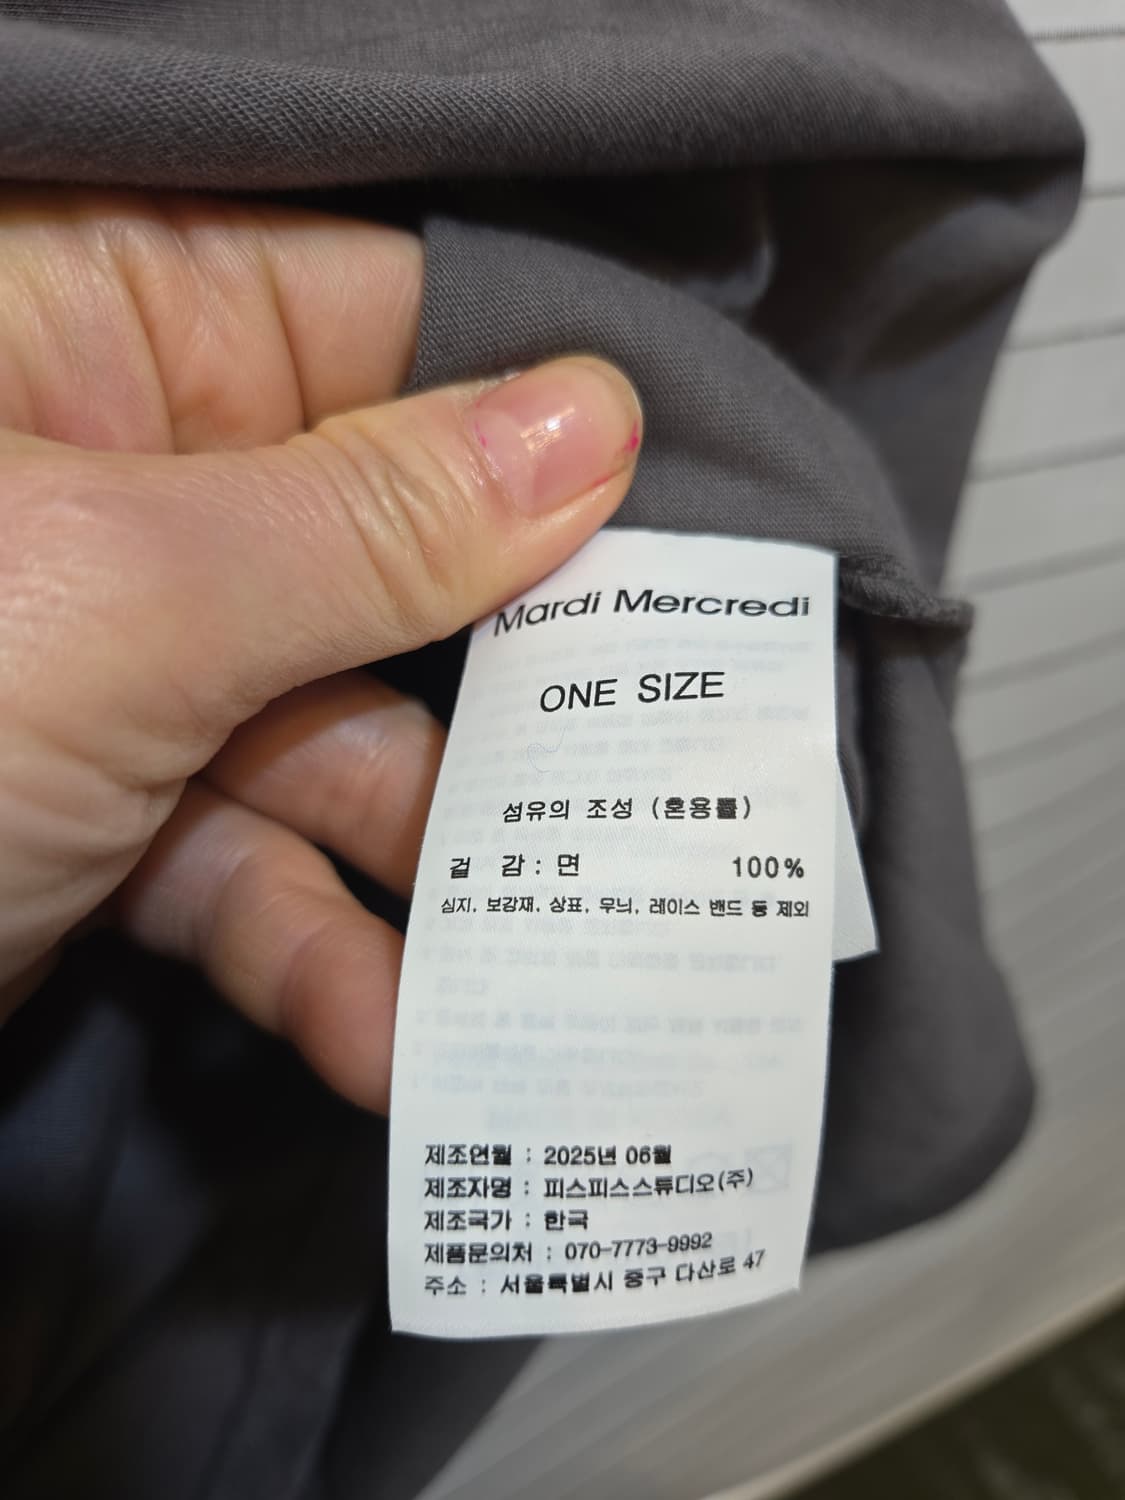 Mardi Mercredi
ONE SIZE
섬유의 조성 (혼용률)
겉 감 : 면 100%
심지, 보강재, 상표, 무늬, 레이스 밴드 등 제외
제조연월 : 2025년 06월
제조자명 : 피스피스스튜디오(주)
제조국가 : 한국
제품문의처 : 070-7773-9992
주소 : 서울특별시 중구 다산로 47